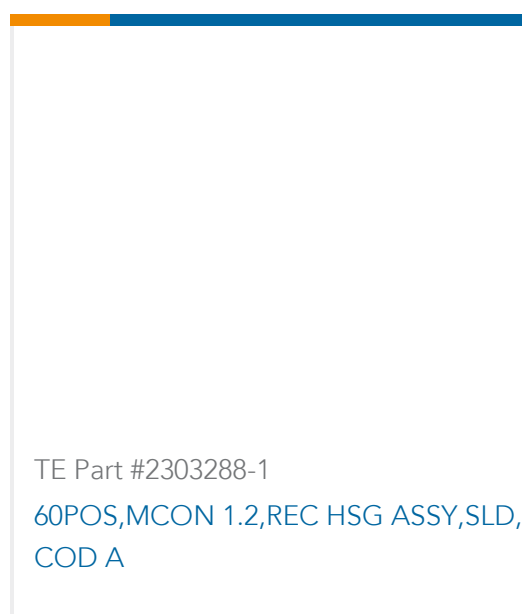 TE Part #2303288-1
60POS,MCON 1.2,REC HSG ASSY,SLD,
COD A